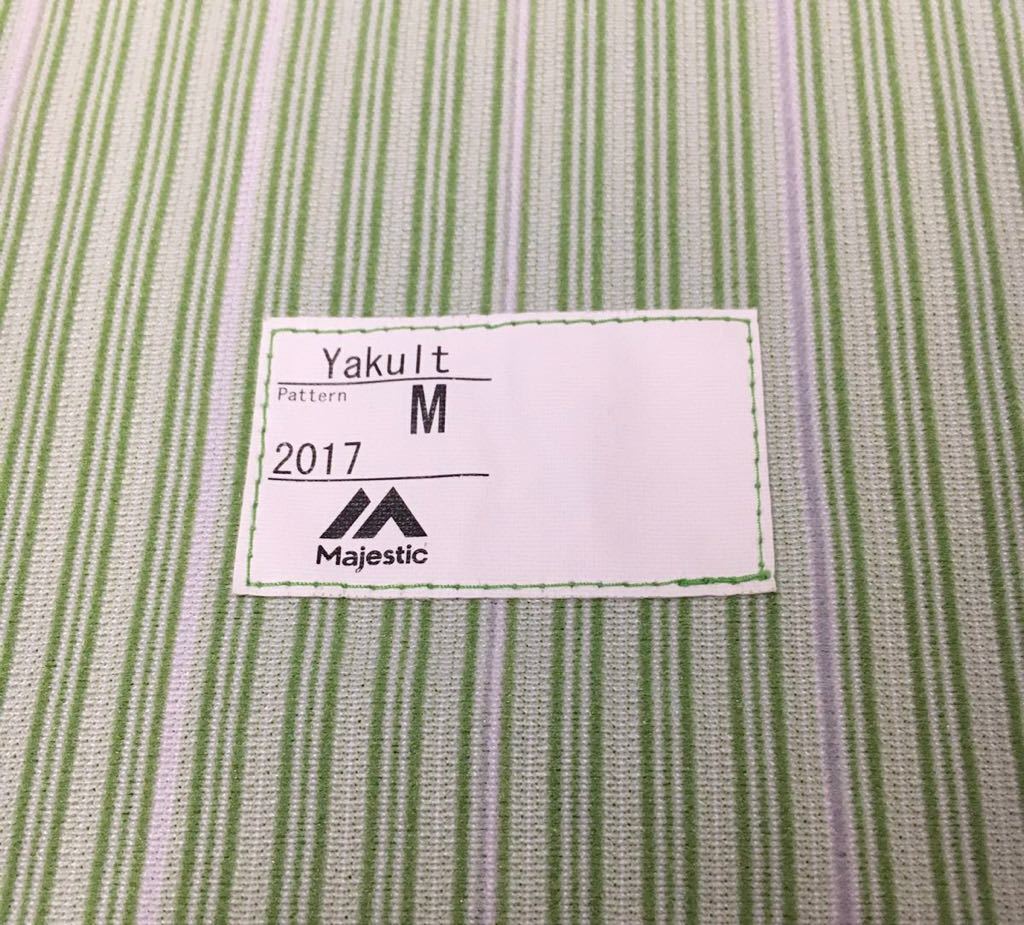 Yakult
Pattern M
2017
Majestic